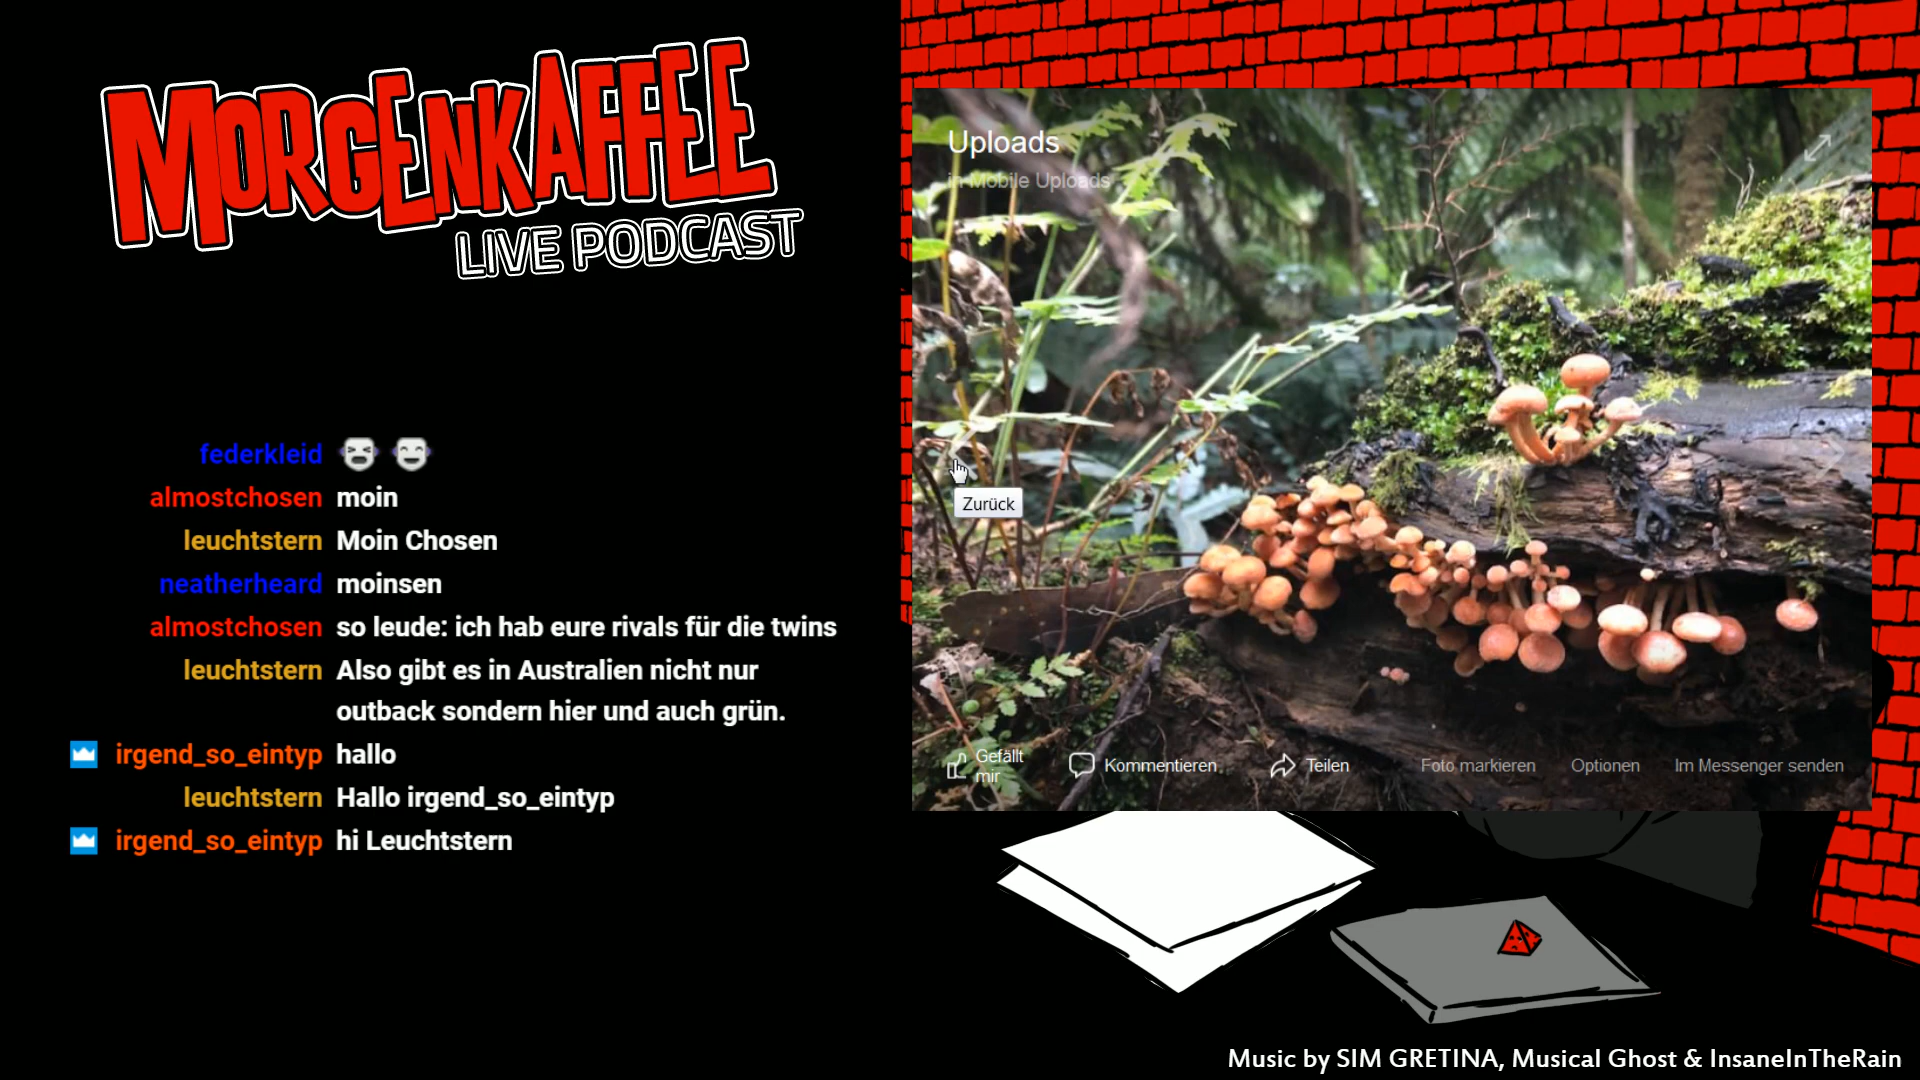 MORGENKAFFEE
LIVE PODCAST
federkleid
almostchosen moin
leuchtstern Moin Chosen
neatherheard moinsen
almostchosen so leude: ich hab eure rivals für die twins
leuchtstern Also gibt es in Australien nicht nur
outback sondern hier und auch grün.
irgend_so_eintyp hallo
leuchtstern Hallo irgend_so_eintyp
irgend_so_eintyp hi Leuchtstern
Uploads
in Mobile Uploads
Zurück
Gefällt
mir
Kommentieren
Teilen
Foto markieren
Optionen
Im Messenger senden
Music by SIM GRETINA, Musical Ghost & InsaneInTheRain